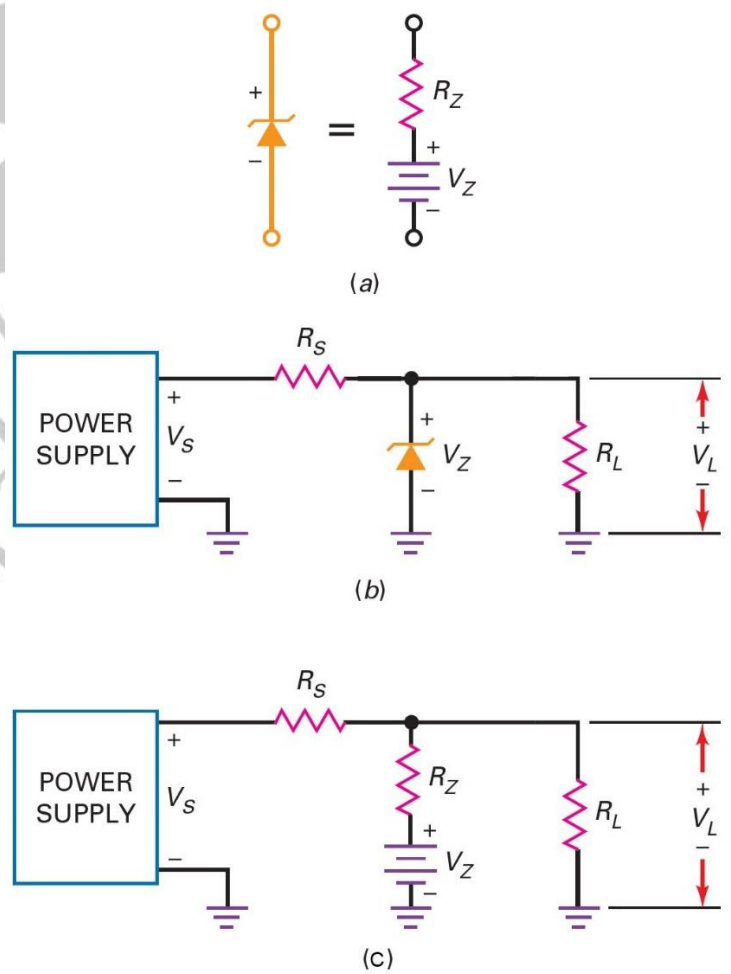 +
R_Z
=
+
−
V_Z
−
(a)
R_S
+
POWER
SUPPLY
V_S
−
+
V_Z
−
R_L
+
V_L
−
(b)
R_S
+
POWER
SUPPLY
V_S
−
R_Z
+
V_Z
−
R_L
+
V_L
−
(c)